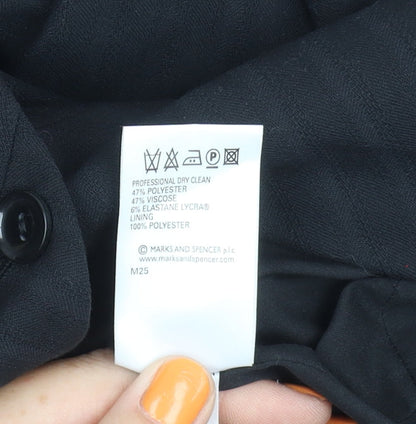 P
PROFESSIONAL DRY CLEAN
47% POLYESTER
47% VISCOSE
6% ELASTANE LYCRA®
LINING
100% POLYESTER
© MARKS AND SPENCER p.l.c.
www.marksandspencer.com
M25